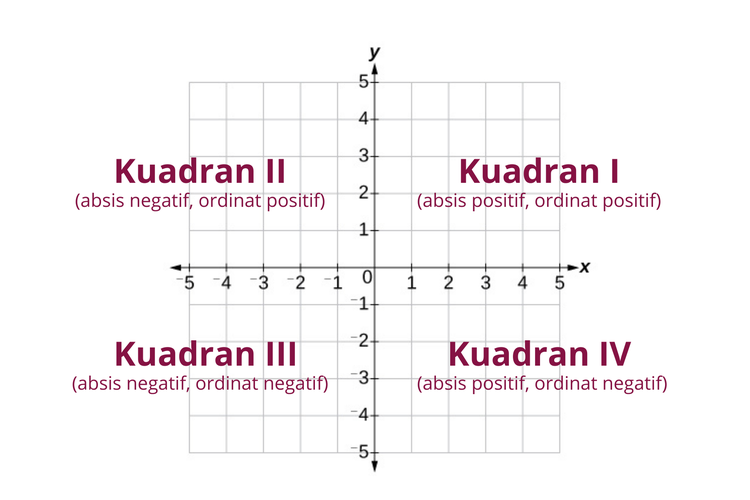 y
5
4
Kuadran II
(absis negatif, ordinat positif)
3
2
Kuadran I
(absis positif, ordinat positif)
1
x
-5 -4 -3 -2 -1 0 1 2 3 4 5
-1
Kuadran III
(absis negatif, ordinat negatif)
-2
-3
Kuadran IV
(absis positif, ordinat negatif)
-4
-5